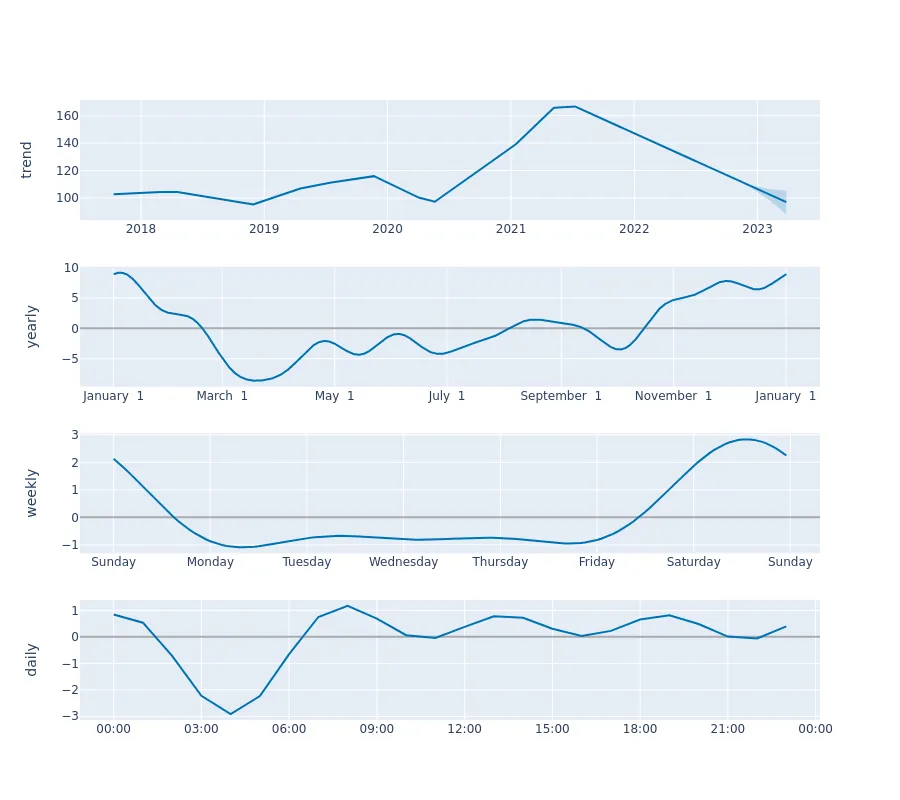 trend
160
140
120
100
2018 2019 2020 2021 2022 2023
yearly
10
5
0
−5
January 1 March 1 May 1 July 1 September 1 November 1 January 1
weekly
3
2
1
0
−1
Sunday Monday Tuesday Wednesday Thursday Friday Saturday Sunday
daily
1
0
−1
−2
−3
00:00 03:00 06:00 09:00 12:00 15:00 18:00 21:00 00:00